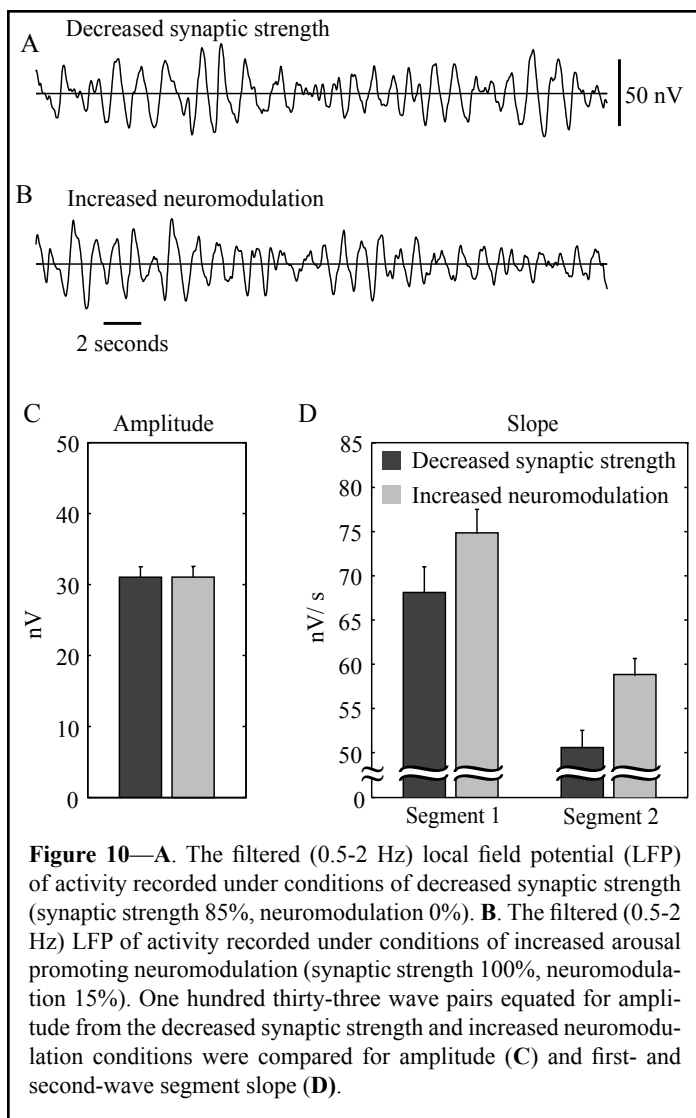 A
Decreased synaptic strength
50 nV
B
Increased neuromodulation
2 seconds
C
Amplitude
50
40
30
20
10
0
nV
D
Slope
Decreased synaptic strength
Increased neuromodulation
85
80
75
70
65
60
55
50
0
nV/ s
Segment 1
Segment 2
Figure 10—A. The filtered (0.5-2 Hz) local field potential (LFP)
of activity recorded under conditions of decreased synaptic strength
(synaptic strength 85%, neuromodulation 0%). B. The filtered (0.5-2
Hz) LFP of activity recorded under conditions of increased arousal
promoting neuromodulation (synaptic strength 100%, neuromodula-
tion 15%). One hundred thirty-three wave pairs equated for ampli-
tude from the decreased synaptic strength and increased neuromodu-
lation conditions were compared for amplitude (C) and first- and
second-wave segment slope (D).